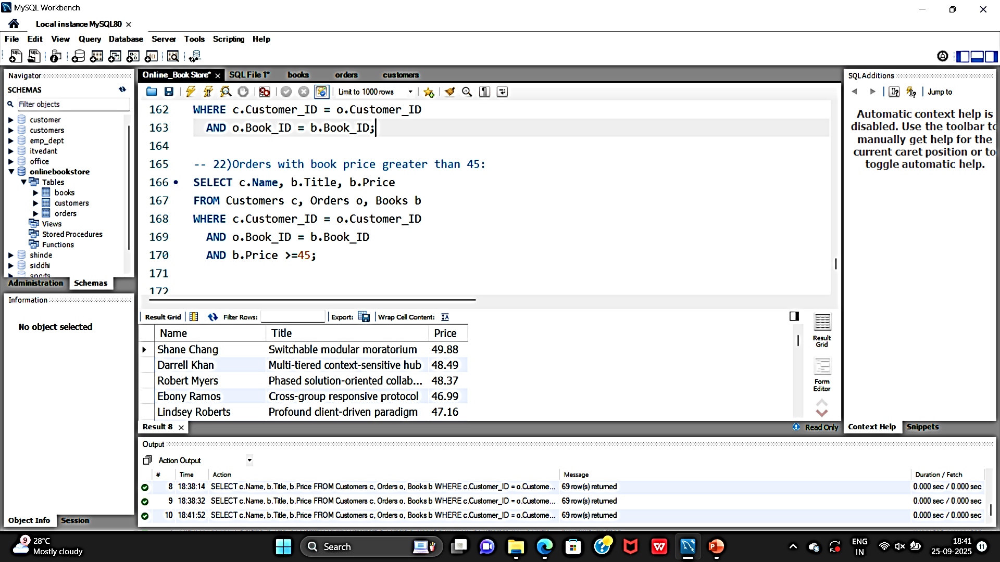 MySQL Workbench
Local instance MySQL80
File Edit View Query Database Server Tools Scripting Help
Navigator
SCHEMAS
Filter objects
customer
customers
emp_dept
itvedant
office
onlinebookstore
Tables
books
customers
orders
Views
Stored Procedures
Functions
shinde
siddhi
sports
Administration Schemas
Information
No object selected
Object Info Session
Online_Book Store* SQL File 1* books orders customers
Limit to 1000 rows
162 WHERE c.Customer_ID = o.Customer_ID
163 AND o.Book_ID = b.Book_ID;
164
165 -- 22)Orders with book price greater than 45:
166 SELECT c.Name, b.Title, b.Price
167 FROM Customers c, Orders o, Books b
168 WHERE c.Customer_ID = o.Customer_ID
169 AND o.Book_ID = b.Book_ID
170 AND b.Price >=45;
171
172
Result Grid Filter Rows: Export: Wrap Cell Content:
Name Title Price
Shane Chang Switchable modular moratorium 49.88
Darrell Khan Multi-tiered context-sensitive hub 48.49
Robert Myers Phased solution-oriented collab... 48.37
Ebony Ramos Cross-group responsive protocol 46.99
Lindsey Roberts Profound client-driven paradigm 47.16
Result Grid
Form Editor
Result 8
Read Only
SQLAdditions
Jump to
Automatic context help is
disabled. Use the toolbar to
manually get help for the
current caret position or to
toggle automatic help.
Context Help Snippets
Output
Action Output
# Time Action Message Duration / Fetch
8 18:38:14 SELECT c.Name, b.Title, b.Price FROM Customers c, Orders o, Books b WHERE c.Customer_ID = o.Custome... 69 row(s) returned 0.000 sec / 0.000 sec
9 18:38:32 SELECT c.Name, b.Title, b.Price FROM Customers c, Orders o, Books b WHERE c.Customer_ID = o.Custome... 69 row(s) returned 0.000 sec / 0.000 sec
10 18:41:52 SELECT c.Name, b.Title, b.Price FROM Customers c, Orders o, Books b WHERE c.Customer_ID = o.Custome... 69 row(s) returned 0.000 sec / 0.000 sec
9
28°C
Mostly cloudy
Search
ENG
IN
18:41
25-09-2025
11